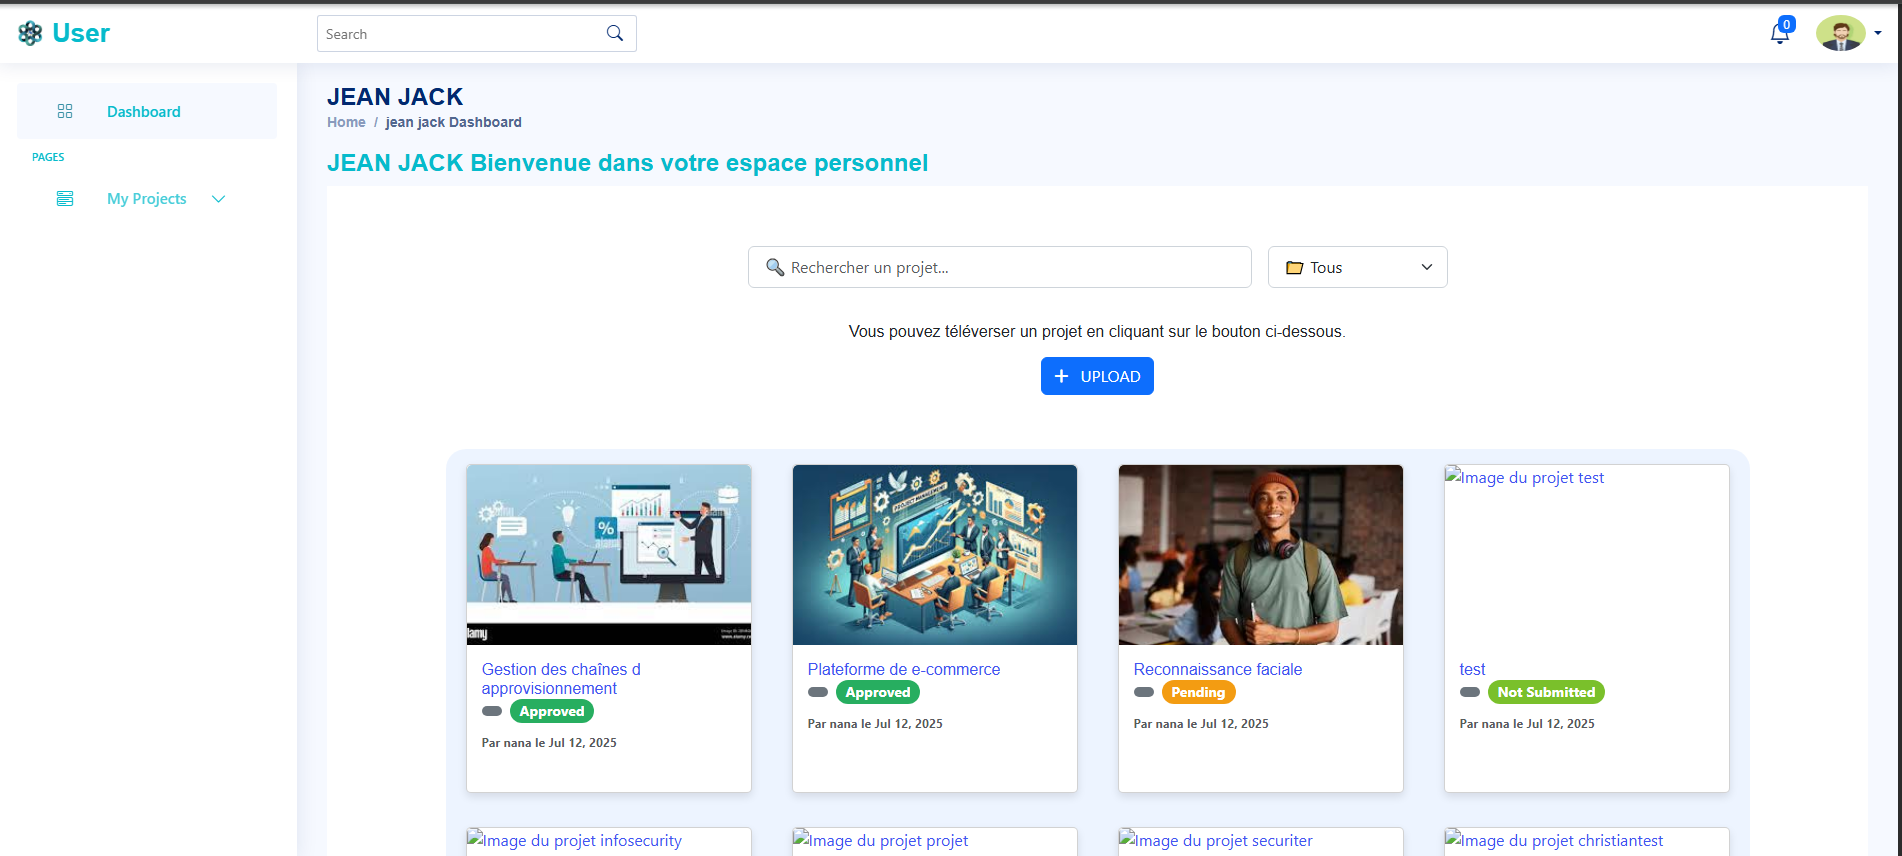 User
Search
0
Dashboard
PAGES
My Projects
JEAN JACK
Home / jean jack Dashboard
JEAN JACK Bienvenue dans votre espace personnel
Rechercher un projet...
Tous
Vous pouvez téléverser un projet en cliquant sur le bouton ci-dessous.
+ UPLOAD
%
alamy
PROJECT MANAGEMENT
Image du projet test
Gestion des chaînes d
approvisionnement
Approved
Par nana le Jul 12, 2025
Plateforme de e-commerce
Approved
Par nana le Jul 12, 2025
Reconnaissance faciale
Pending
Par nana le Jul 12, 2025
test
Not Submitted
Par nana le Jul 12, 2025
Image du projet infosecurity
Image du projet projet
Image du projet securiter
Image du projet christiantest